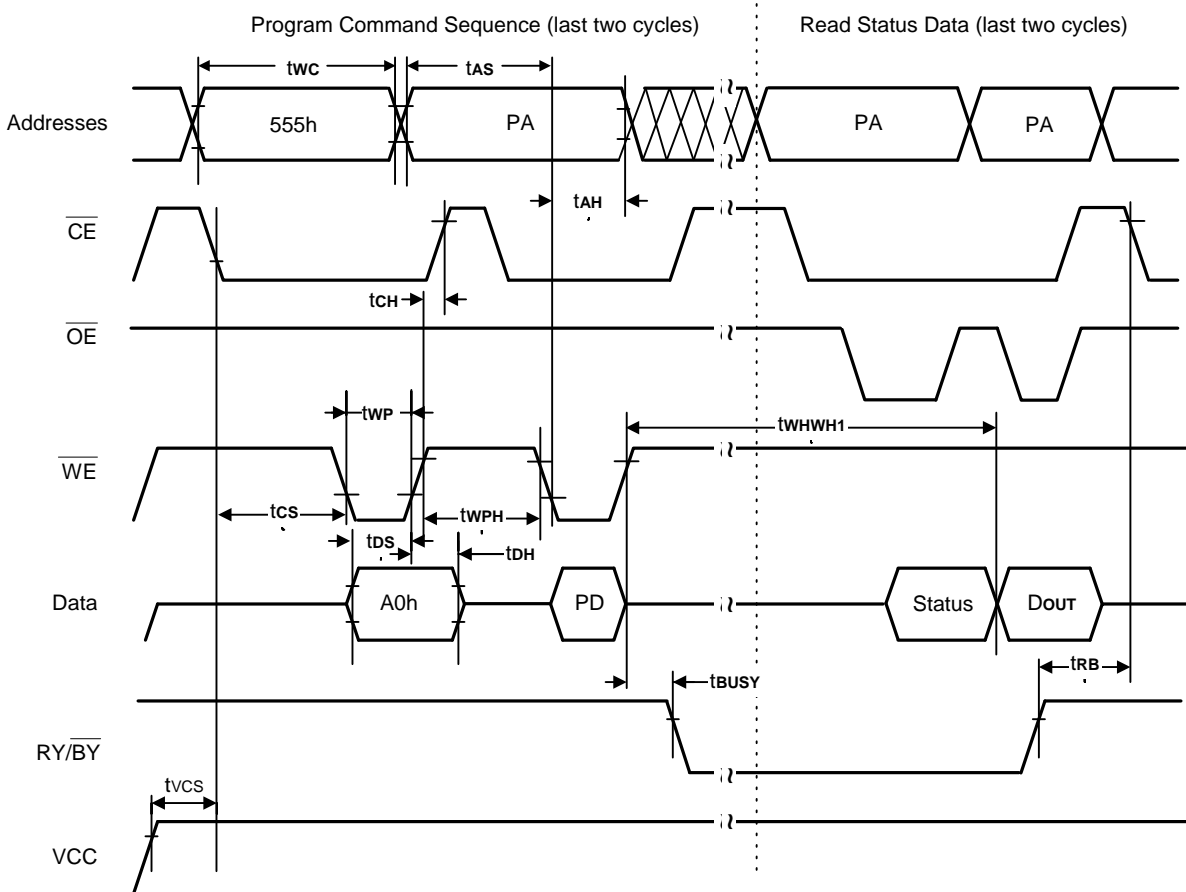 Program Command Sequence (last two cycles)
Read Status Data (last two cycles)
tWC
tAS
Addresses
555h
PA
PA
PA
tAH
CE
tCH
OE
tWP
tWHWH1
WE
tCS
tWPH
tDS
tDH
Data
A0h
PD
Status
DOUT
tBUSY
tRB
RY/BY
tVCS
VCC